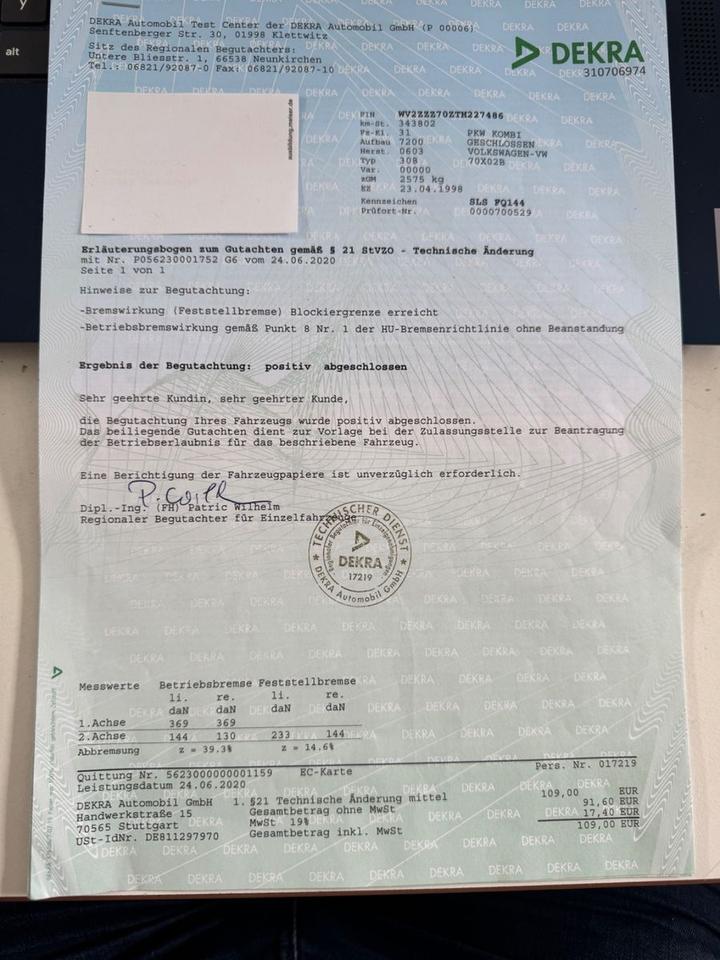 y
alt
DEKRA Automobil Test Center der DEKRA Automobil GmbH (P 00006)
Senftenberger Str. 30, 01998 Klettwitz
Sitz des Regionalen Begutachters:
Untere Bliesstr. 1, 66538 Neunkirchen
Tel.: 06821/92087-0 Fax: 06821/92087-10
DEKRA
310706974
ausbildung.meiser.de
FIN WV2ZZZ70ZTH227486
km-St. 343802
Fz-Kl. 31 PKW KOMBI
Aufbau 7200 GESCHLOSSEN
Herst. 0603 VOLKSWAGEN-VW
Typ 308 70X02B
Var. 00000
zGM 2575 kg
EZ 23.04.1998
Kennzeichen SLS FQ144
Prüfort-Nr. 0000700529
Erläuterungsbogen zum Gutachten gemäß § 21 StVZO - Technische Änderung
mit Nr. P056230001752 G6 vom 24.06.2020
Seite 1 von 1
Hinweise zur Begutachtung:
-Bremswirkung (Feststellbremse) Blockiergrenze erreicht
-Betriebsbremswirkung gemäß Punkt 8 Nr. 1 der HU-Bremsenrichtlinie ohne Beanstandung
Ergebnis der Begutachtung: positiv abgeschlossen
Sehr geehrte Kundin, sehr geehrter Kunde,
die Begutachtung Ihres Fahrzeugs wurde positiv abgeschlossen.
Das beiliegende Gutachten dient zur Vorlage bei der Zulassungsstelle zur Beantragung
der Betriebserlaubnis für das beschriebene Fahrzeug.
Eine Berichtigung der Fahrzeugpapiere ist unverzüglich erforderlich.
Dipl.-Ing. (FH) Patric Wilhelm
Regionaler Begutachter für Einzelfahrzeuge
TECHNISCHER DIENST
DEKRA
17219
DEKRA Automobil GmbH
Messwerte Betriebsbremse Feststellbremse
li. re. li. re.
daN daN daN daN
1.Achse 369 369
2.Achse 144 130 233 144
Abbremsung z = 39.3% z = 14.6%
Quittung Nr. 5623000000001159 EC-Karte Pers. Nr. 017219
Leistungsdatum 24.06.2020
DEKRA Automobil GmbH 1. §21 Technische Änderung mittel 109,00 EUR
Handwerkstraße 15 Gesamtbetrag ohne MwSt 91,60 EUR
70565 Stuttgart MwSt 19% 17,40 EUR
USt-IdNr. DE811297970 Gesamtbetrag inkl. MwSt 109,00 EUR